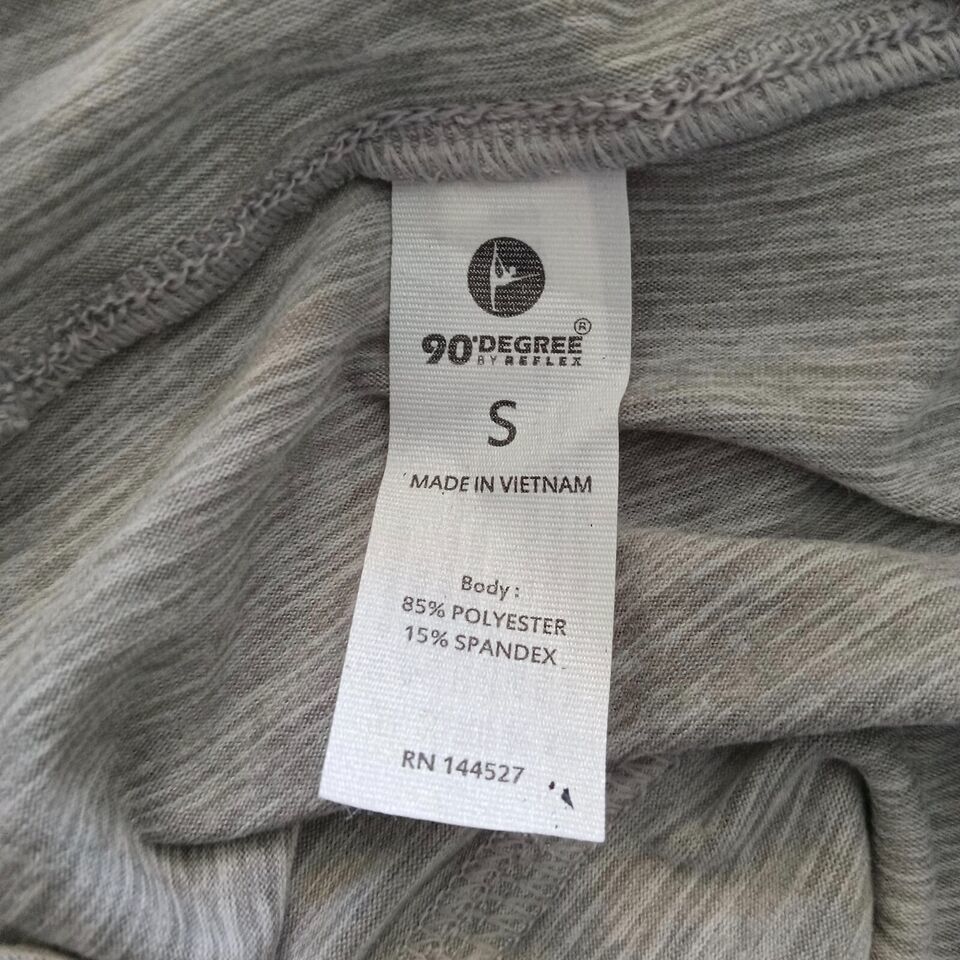 90°DEGREE®
BY REFLEX
S
MADE IN VIETNAM
Body :
85% POLYESTER
15% SPANDEX
RN 144527